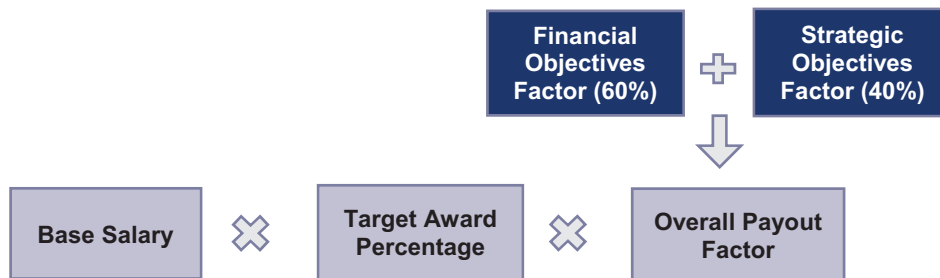 Financial
Objectives
Factor (60%)
Strategic
Objectives
Factor (40%)
Base Salary
Target Award
Percentage
Overall Payout
Factor